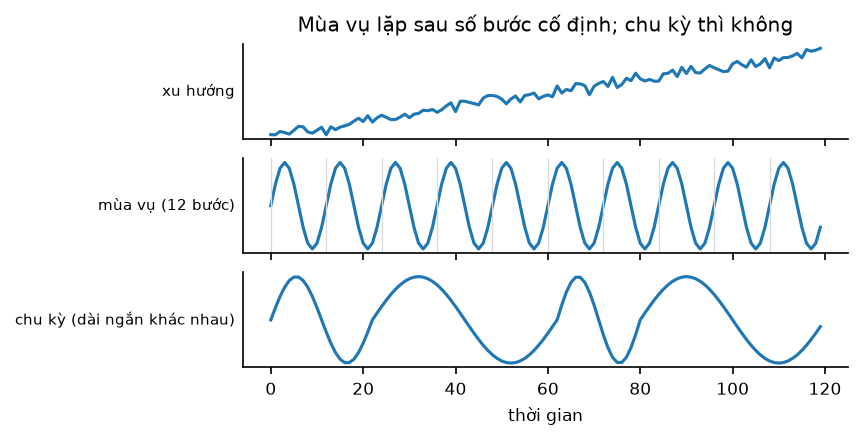 Mùa vụ lặp sau số bước cố định; chu kỳ thì không
xu hướng
mùa vụ (12 bước)
chu kỳ (dài ngắn khác nhau)
0 20 40 60 80 100 120
thời gian